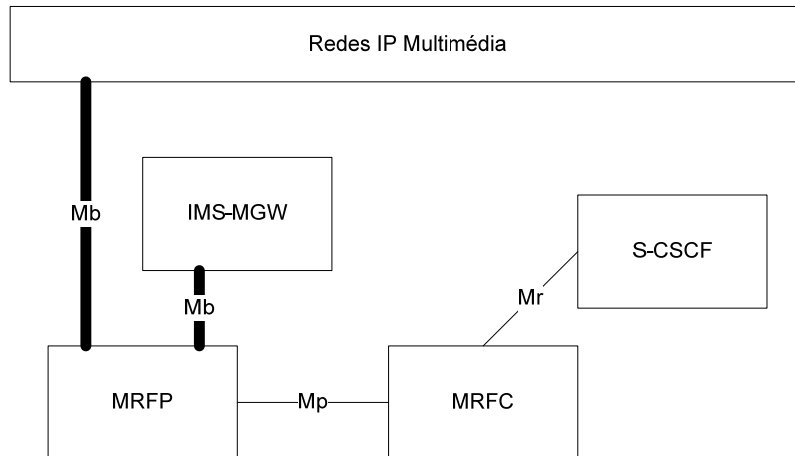 Redes IP Multimédia
IMS-MGW
Mb
S-CSCF
Mr
Mb
MRFP
Mp
MRFC